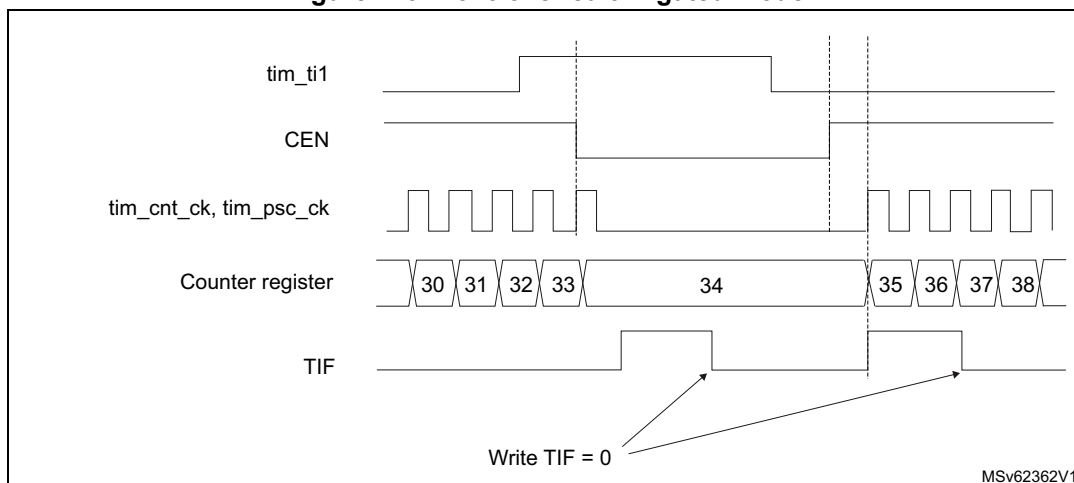 tim_ti1
CEN
tim_cnt_ck, tim_psc_ck
Counter register
30 31 32 33 34 35 36 37 38
TIF
Write TIF = 0
MSv62362V1